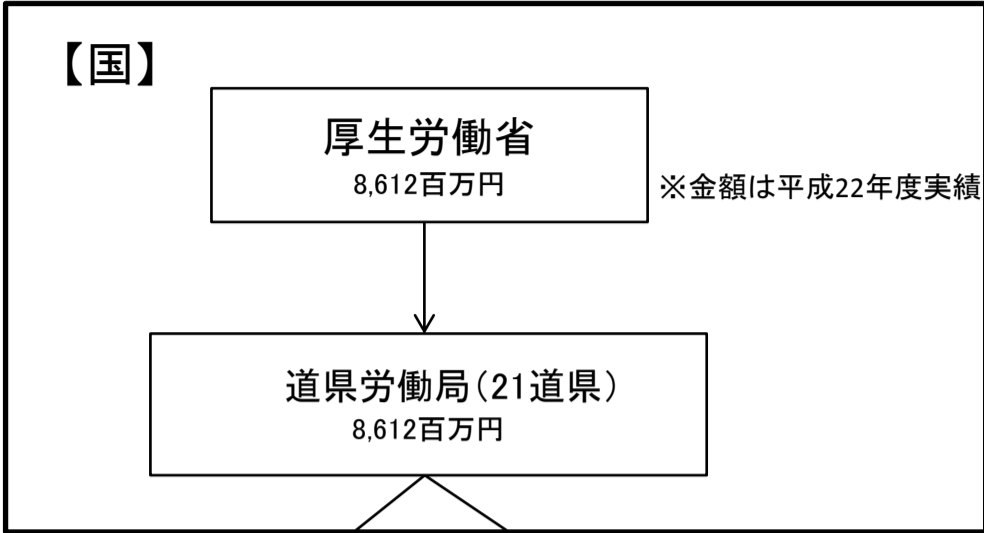 【国】
厚生労働省
8,612百万円
※金額は平成22年度実績
道県労働局（21道県）
8,612百万円